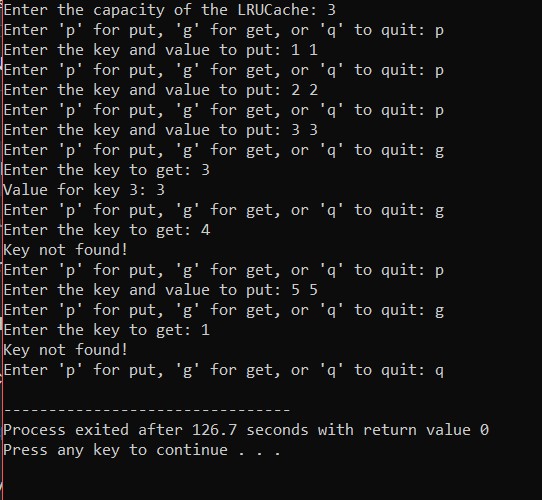 Enter the capacity of the LRUCache: 3
Enter 'p' for put, 'g' for get, or 'q' to quit: p
Enter the key and value to put: 1 1
Enter 'p' for put, 'g' for get, or 'q' to quit: p
Enter the key and value to put: 2 2
Enter 'p' for put, 'g' for get, or 'q' to quit: p
Enter the key and value to put: 3 3
Enter 'p' for put, 'g' for get, or 'q' to quit: g
Enter the key to get: 3
Value for key 3: 3
Enter 'p' for put, 'g' for get, or 'q' to quit: g
Enter the key to get: 4
Key not found!
Enter 'p' for put, 'g' for get, or 'q' to quit: p
Enter the key and value to put: 5 5
Enter 'p' for put, 'g' for get, or 'q' to quit: g
Enter the key to get: 1
Key not found!
Enter 'p' for put, 'g' for get, or 'q' to quit: q
--------------------------------
Process exited after 126.7 seconds with return value 0
Press any key to continue . . .